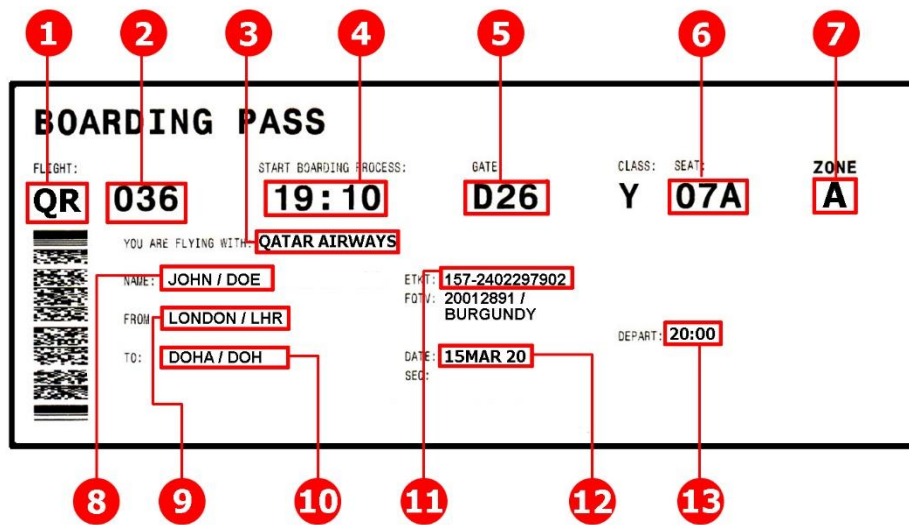 1 2 3 4 5 6 7
BOARDING PASS
FLIGHT: START BOARDING PROCESS: GATE CLASS: SEAT: ZONE
QR 036 19:10 D26 Y 07A A
YOU ARE FLYING WITH: QATAR AIRWAYS
NAME: JOHN / DOE
ETKT: 157-2402297902
FQTV: 20012891 /
BURGUNDY
FROM LONDON / LHR
DEPART: 20:00
TO: DOHA / DOH
DATE: 15MAR 20
SEC:
8 9 10 11 12 13